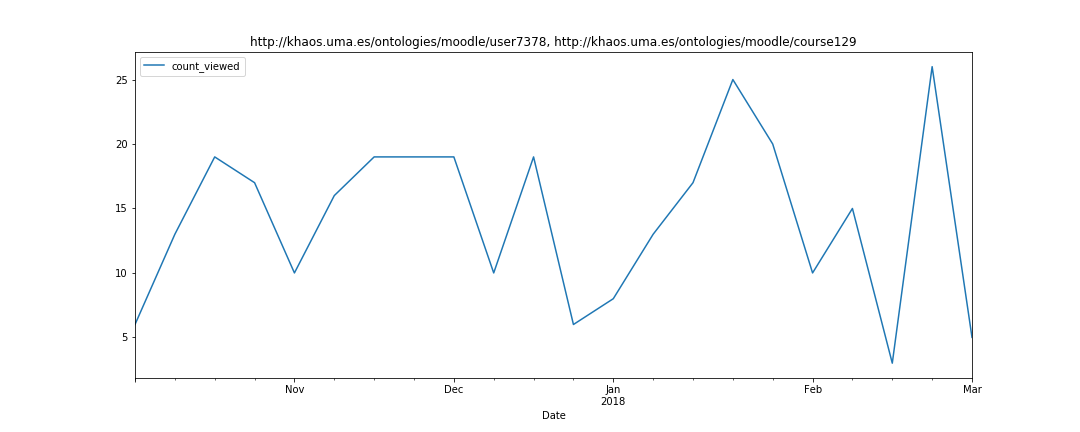 http://khaos.uma.es/ontologies/moodle/user7378, http://khaos.uma.es/ontologies/moodle/course129
count_viewed
25
20
15
10
5
Nov Dec Jan Feb Mar
2018
Date